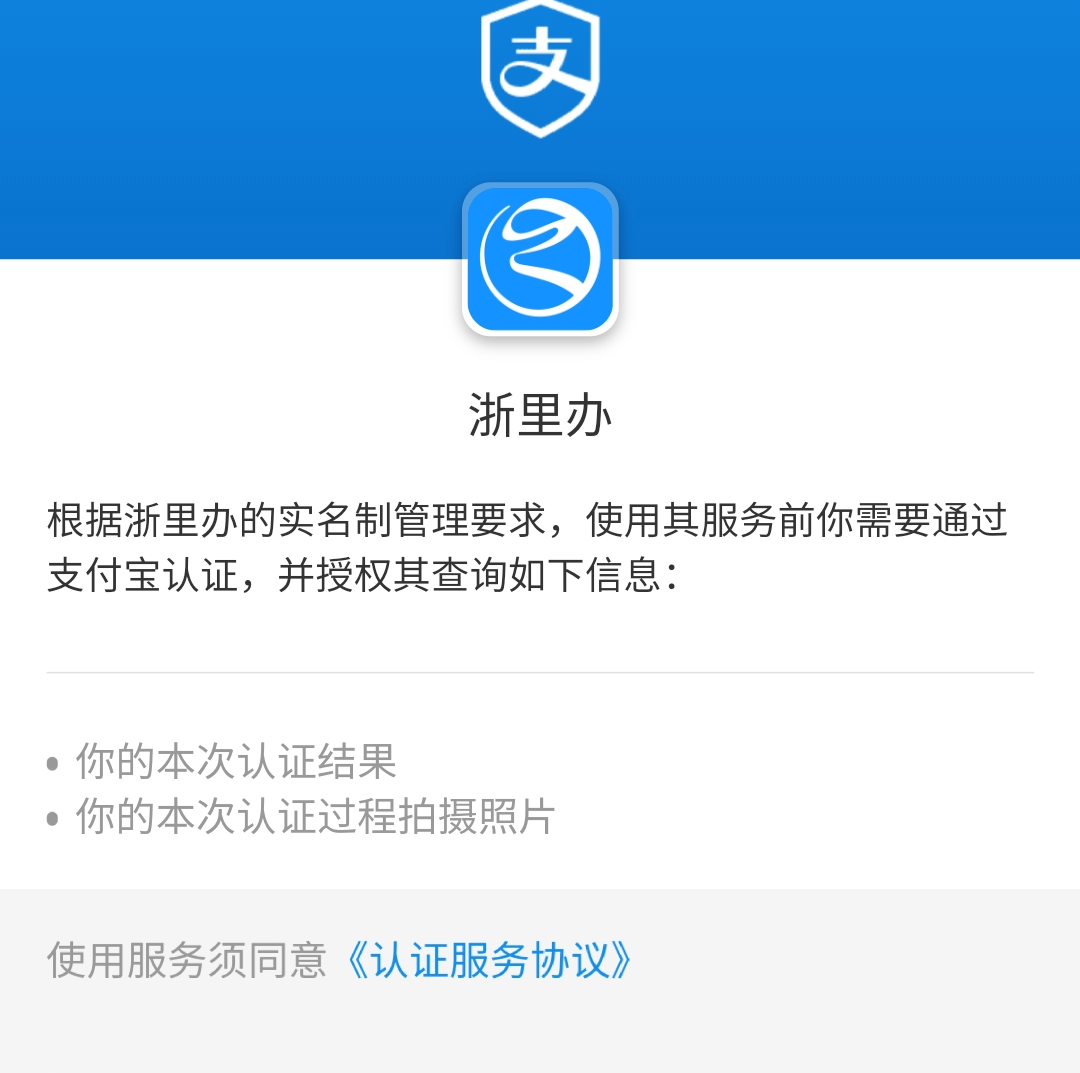 支
浙里办
根据浙里办的实名制管理要求，使用其服务前你需要通过
支付宝认证，并授权其查询如下信息：
• 你的本次认证结果
• 你的本次认证过程拍摄照片
使用服务须同意《认证服务协议》